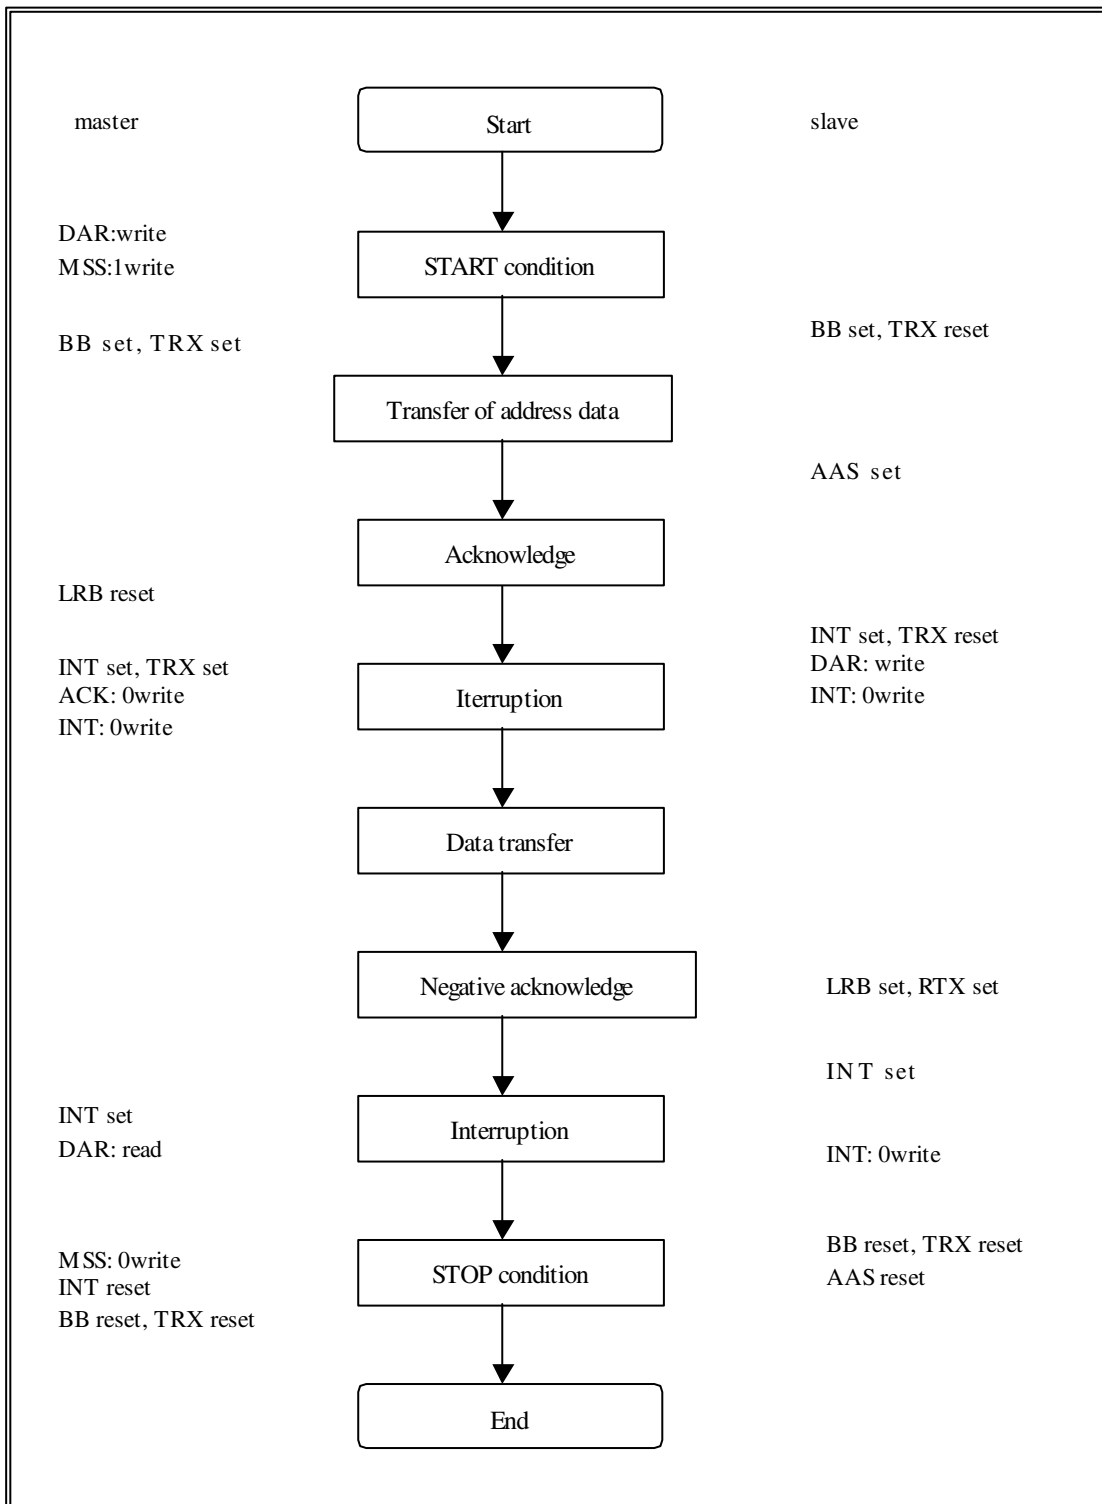 master
Start
slave
DAR:write
MSS:1write
START condition
BB set, TRX set
BB set, TRX reset
Transfer of address data
AAS set
Acknowledge
LRB reset
INT set, TRX reset
DAR: write
INT: 0write
INT set, TRX set
ACK: 0write
INT: 0write
Iterruption
Data transfer
Negative acknowledge
LRB set, RTX set
INT set
INT set
DAR: read
Interruption
INT: 0write
MSS: 0write
INT reset
BB reset, TRX reset
STOP condition
BB reset, TRX reset
AAS reset
End